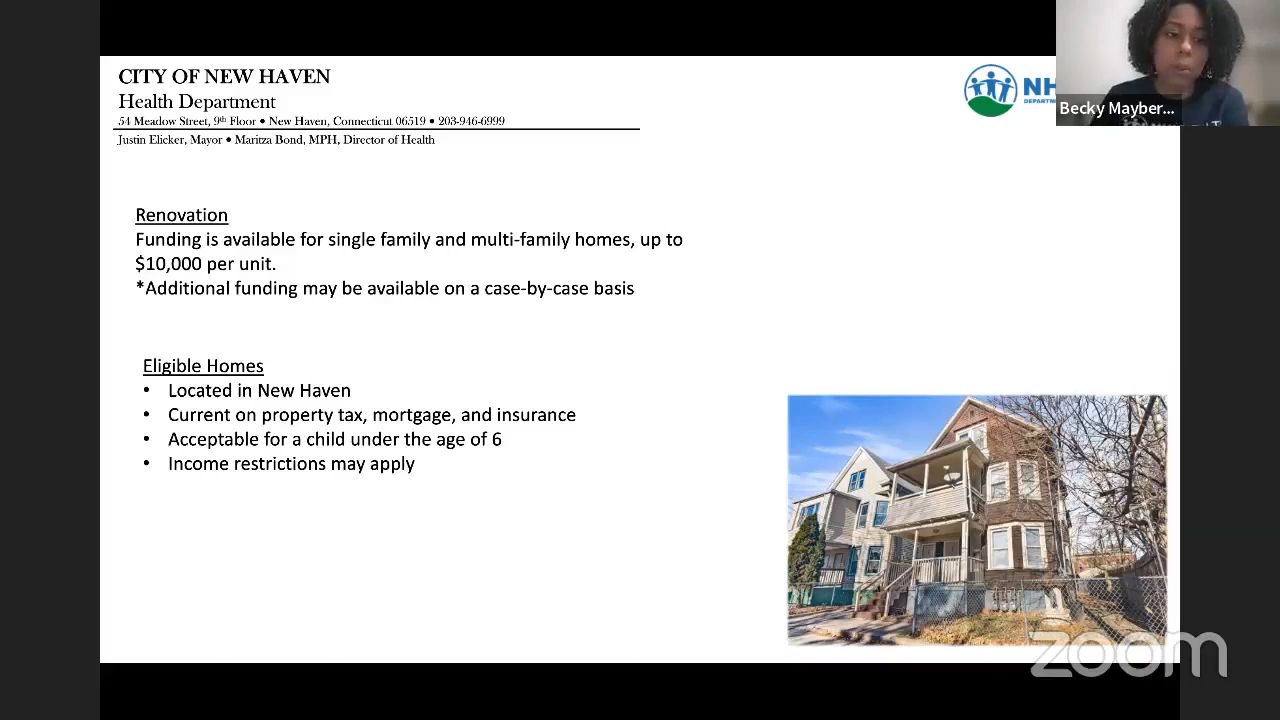 CITY OF NEW HAVEN
Health Department
54 Meadow Street, 9th Floor ● New Haven, Connecticut 06519 ● 203-946-6999
Justin Elicker, Mayor ● Maritza Bond, MPH, Director of Health
NH
DEPARTM
Becky Mayber...
Renovation
Funding is available for single family and multi-family homes, up to
$10,000 per unit.
*Additional funding may be available on a case-by-case basis
Eligible Homes
• Located in New Haven
• Current on property tax, mortgage, and insurance
• Acceptable for a child under the age of 6
• Income restrictions may apply
zoom